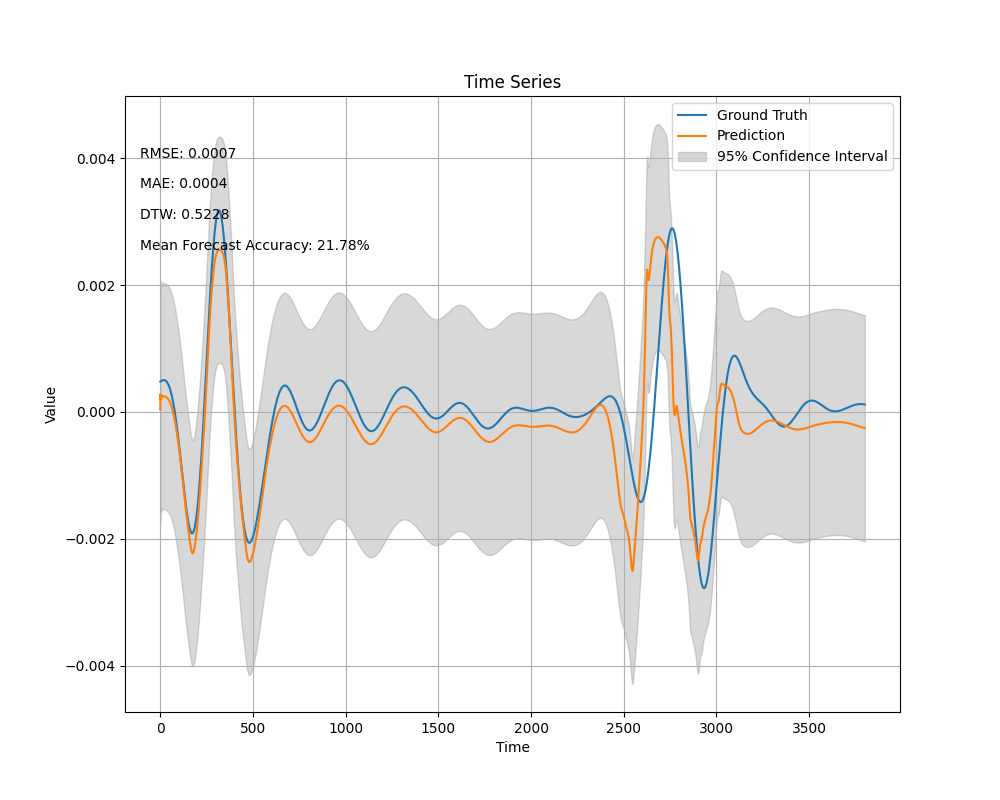 Time Series
Ground Truth
Prediction
95% Confidence Interval
RMSE: 0.0007
MAE: 0.0004
DTW: 0.5228
Mean Forecast Accuracy: 21.78%
Value
0.004
0.002
0.000
−0.002
−0.004
0 500 1000 1500 2000 2500 3000 3500
Time